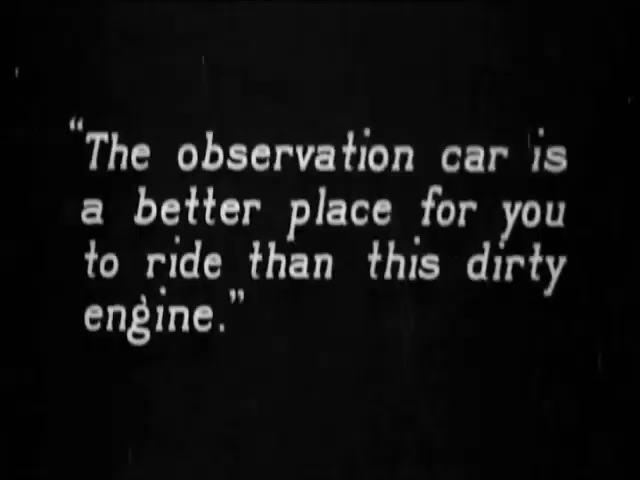 "The observation car is
a better place for you
to ride than this dirty
engine."